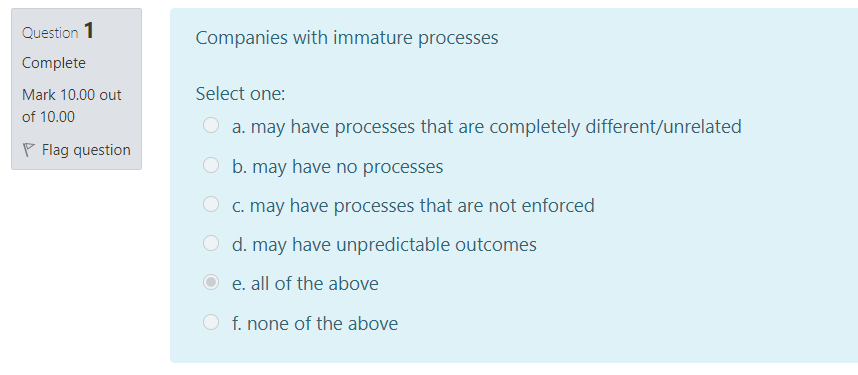 Question 1
Complete
Mark 10.00 out
of 10.00
Flag question
Companies with immature processes
Select one:
a. may have processes that are completely different/unrelated
b. may have no processes
c. may have processes that are not enforced
d. may have unpredictable outcomes
e. all of the above
f. none of the above